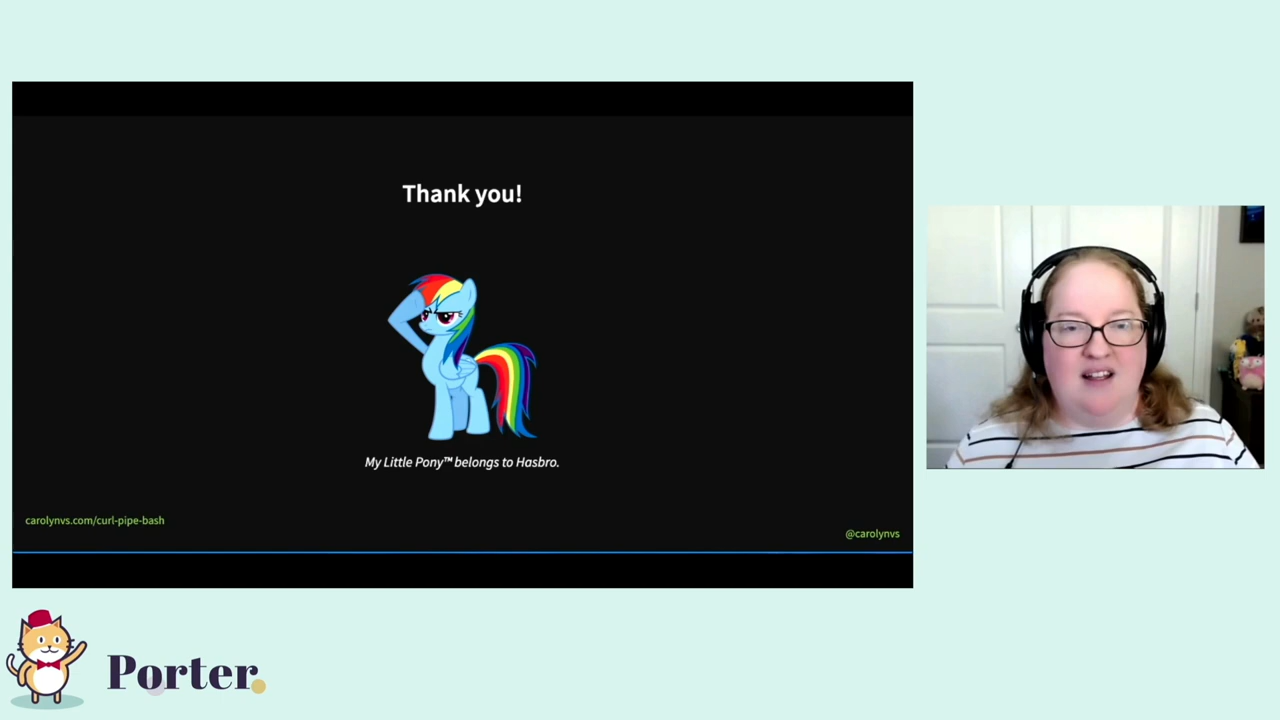 Thank you!
My Little Pony™ belongs to Hasbro.
carolynvs.com/curl-pipe-bash
@carolynvs
Porter.